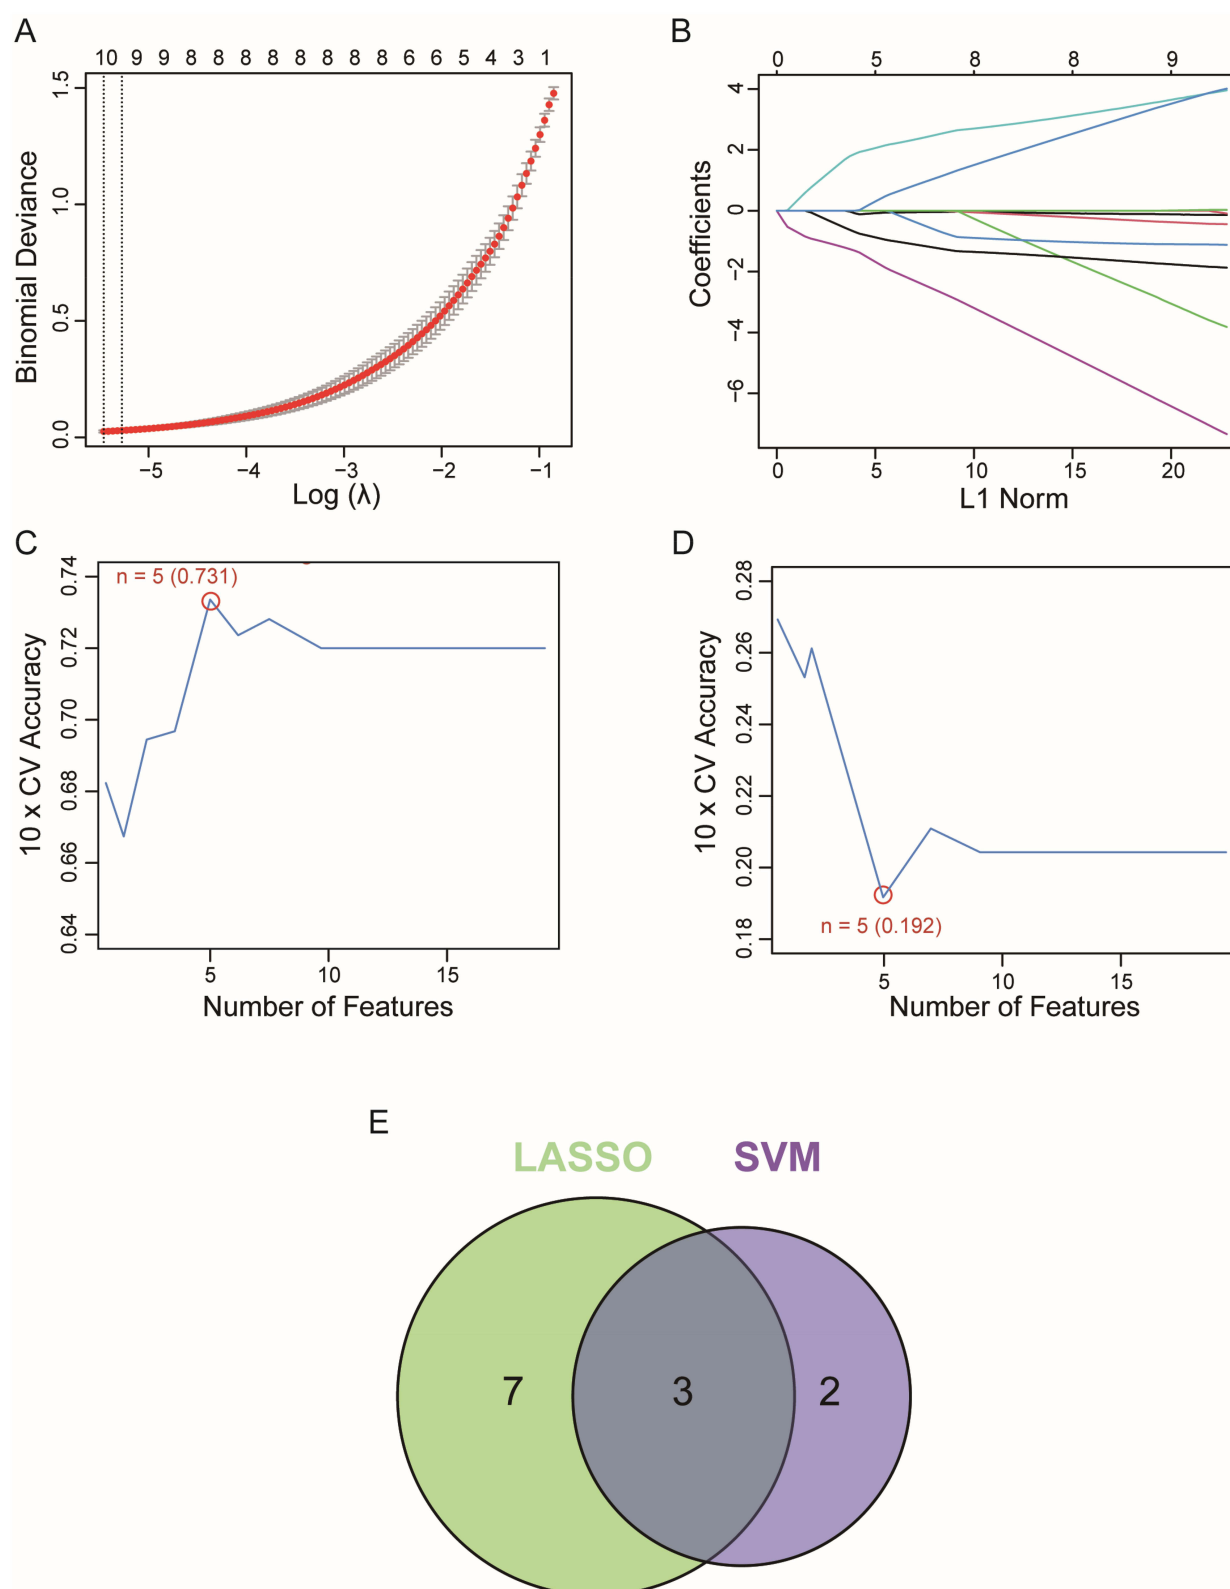 A
10 9 9 8 8 8 8 8 8 8 8 6 6 5 4 3 1
Binomial Deviance
1.5
1.0
0.5
0.0
−5 −4 −3 −2 −1
Log (λ)
B
0 5 8 8 9
Coefficients
4
2
0
−2
−4
−6
0 5 10 15 20
L1 Norm
C
n = 5 (0.731)
10 x CV Accuracy
0.74
0.72
0.70
0.68
0.66
0.64
5 10 15
Number of Features
D
10 x CV Accuracy
0.28
0.26
0.24
0.22
0.20
0.18
n = 5 (0.192)
5 10 15
Number of Features
E
LASSO SVM
7 3 2